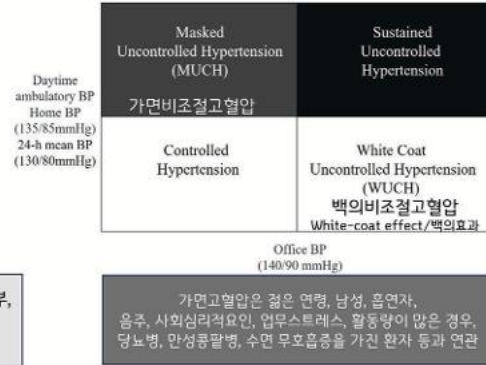 Masked
Uncontrolled Hypertension
(MUCH)
가면비조절고혈압
Sustained
Uncontrolled
Hypertension
Daytime
ambulatory BP
Home BP
(135/85mmHg)
24-h mean BP
(130/80mmHg)
Controlled
Hypertension
White Coat
Uncontrolled Hypertension
(WUCH)
백의비조절고혈압
White-coat effect/백의효과
Office BP
(140/90 mmHg)
부,
가면고혈압은 젊은 연령, 남성, 흡연자,
음주, 사회심리적요인, 업무스트레스, 활동량이 많은 경우,
당뇨병, 만성콩팥병, 수면 무호흡증을 가진 환자 등과 연관